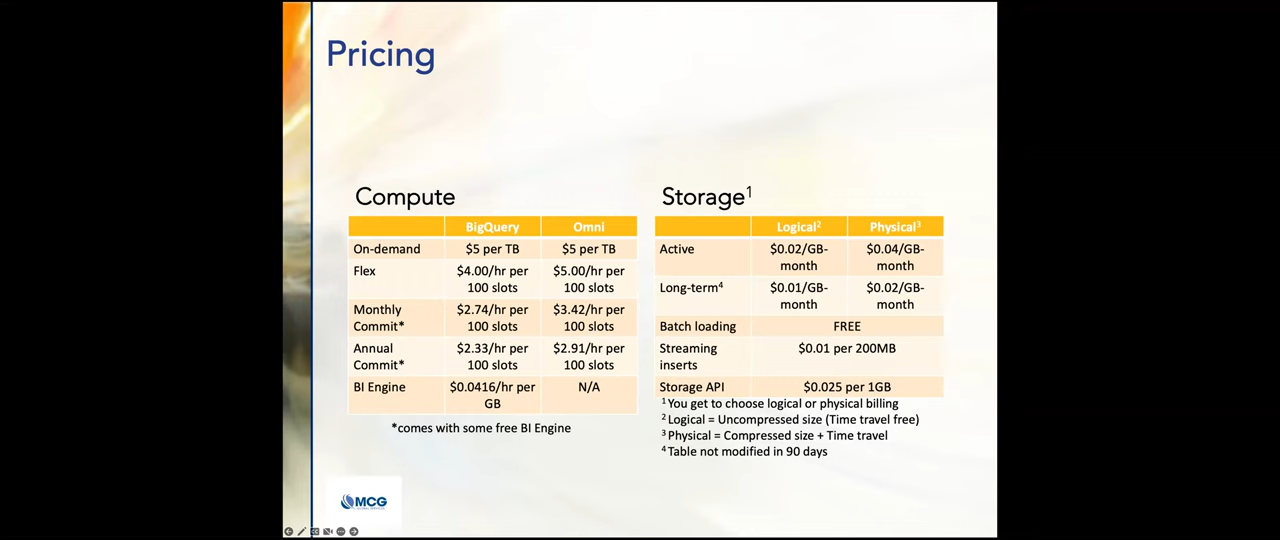 Pricing
Compute
BigQuery Omni
On-demand $5 per TB $5 per TB
Flex $4.00/hr per 100 slots $5.00/hr per 100 slots
Monthly Commit* $2.74/hr per 100 slots $3.42/hr per 100 slots
Annual Commit* $2.33/hr per 100 slots $2.91/hr per 100 slots
BI Engine $0.0416/hr per GB N/A
*comes with some free BI Engine
Storage¹
Logical² Physical³
Active $0.02/GB-month $0.04/GB-month
Long-term⁴ $0.01/GB-month $0.02/GB-month
Batch loading FREE
Streaming inserts $0.01 per 200MB
Storage API $0.025 per 1GB
¹ You get to choose logical or physical billing
² Logical = Uncompressed size (Time travel free)
³ Physical = Compressed size + Time travel
⁴ Table not modified in 90 days
MCG